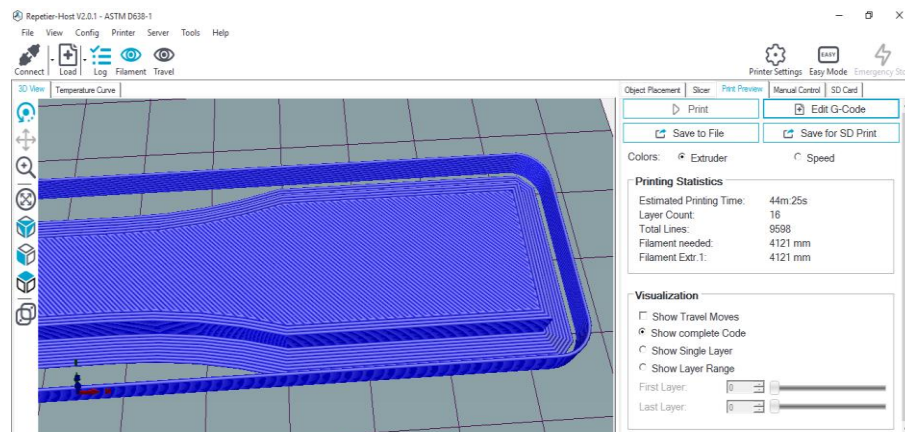 Repetier-Host V2.0.1 - ASTM D638-1
File View Config Printer Server Tools Help
Connect Load Log Filament Travel
Printer Settings Easy Mode Emergency Sto
EASY
3D View Temperature Curve
Object Placement Slicer Print Preview Manual Control SD Card
Print Edit G-Code
Save to File Save for SD Print
Colors: Extruder Speed
Printing Statistics
Estimated Printing Time: 44m:25s
Layer Count: 16
Total Lines: 9598
Filament needed: 4121 mm
Filament Extr.1: 4121 mm
Visualization
Show Travel Moves
Show complete Code
Show Single Layer
Show Layer Range
First Layer: 0
Last Layer: 0